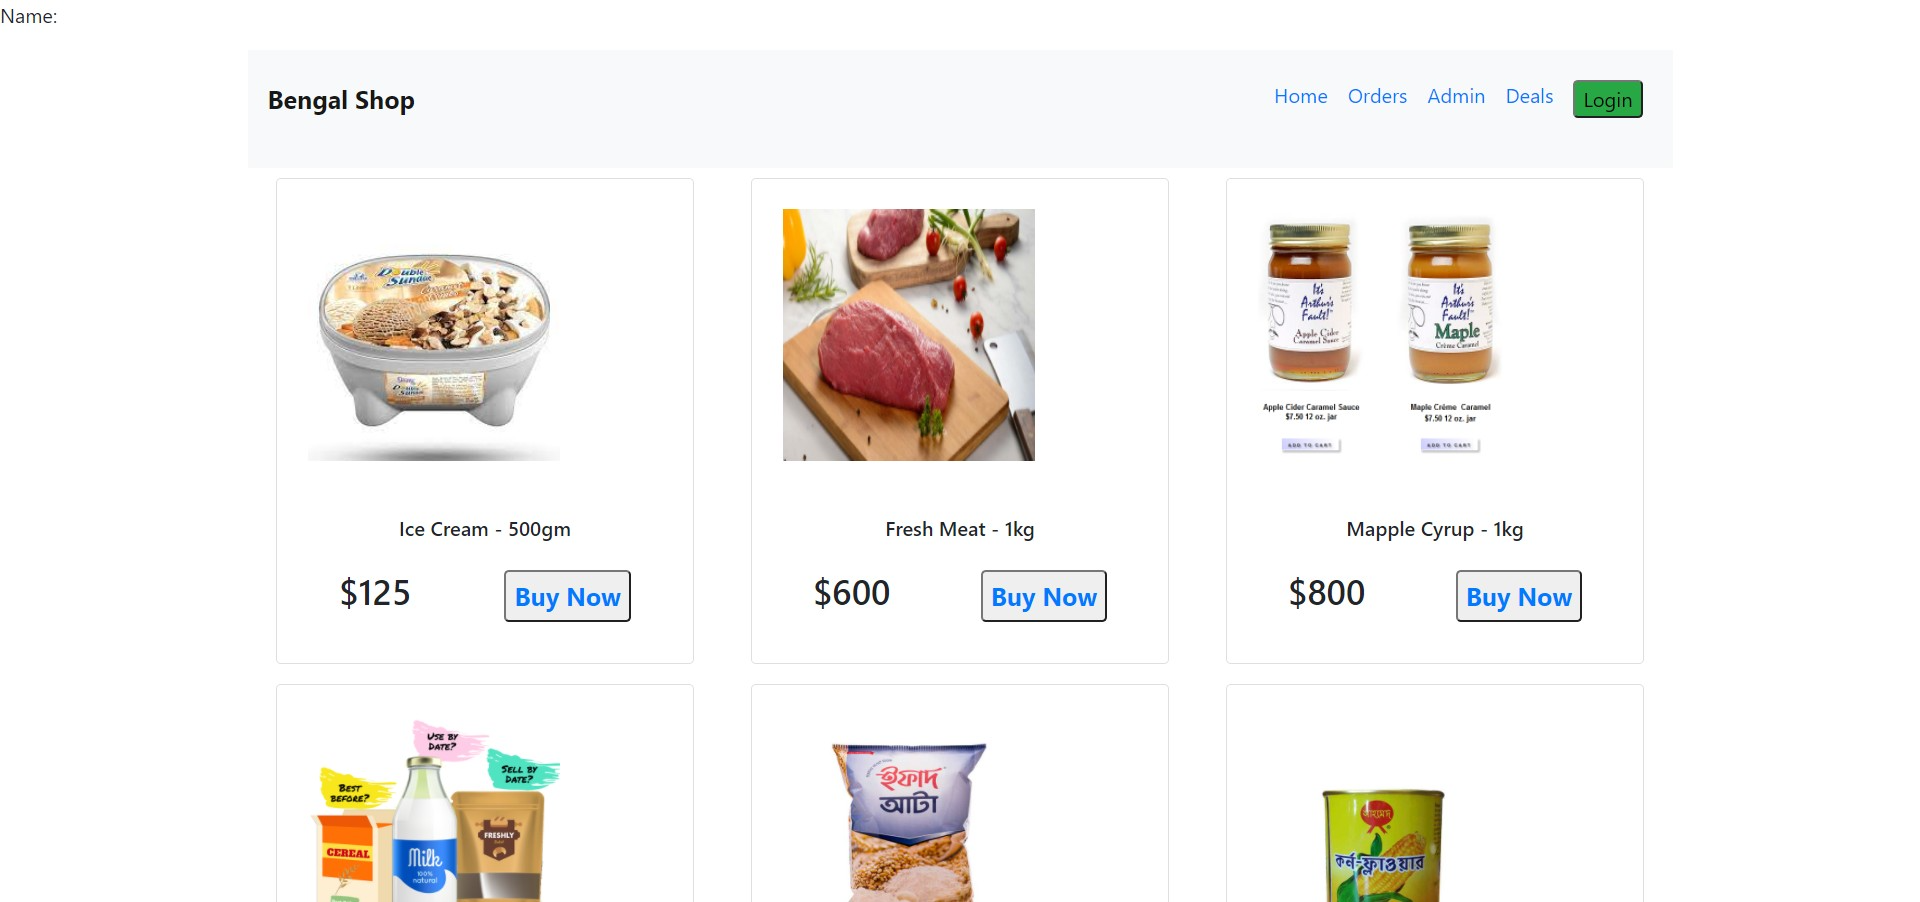 Name:
Bengal Shop
Home Orders Admin Deals Login
Double
Sundae
Double
Sundae
It's
Arthur's
Fault!
Apple Cider
Caramel Sauce
It's
Arthur's
Fault!
Maple
Crème Caramel
Apple Cider Caramel Sauce
$7.50 12 oz. jar
ADD TO CART
Maple Créme Caramel
$7.50 12 oz. jar
ADD TO CART
Ice Cream - 500gm
Fresh Meat - 1kg
Mapple Cyrup - 1kg
$125 Buy Now
$600 Buy Now
$800 Buy Now
USE BY
DATE?
SELL BY
DATE?
BEST
BEFORE?
CEREAL
Milk
100%
natural
FRESHLY
ইফাদ
আটা
আহমেদ
কর্ন-ফ্লাওয়ার